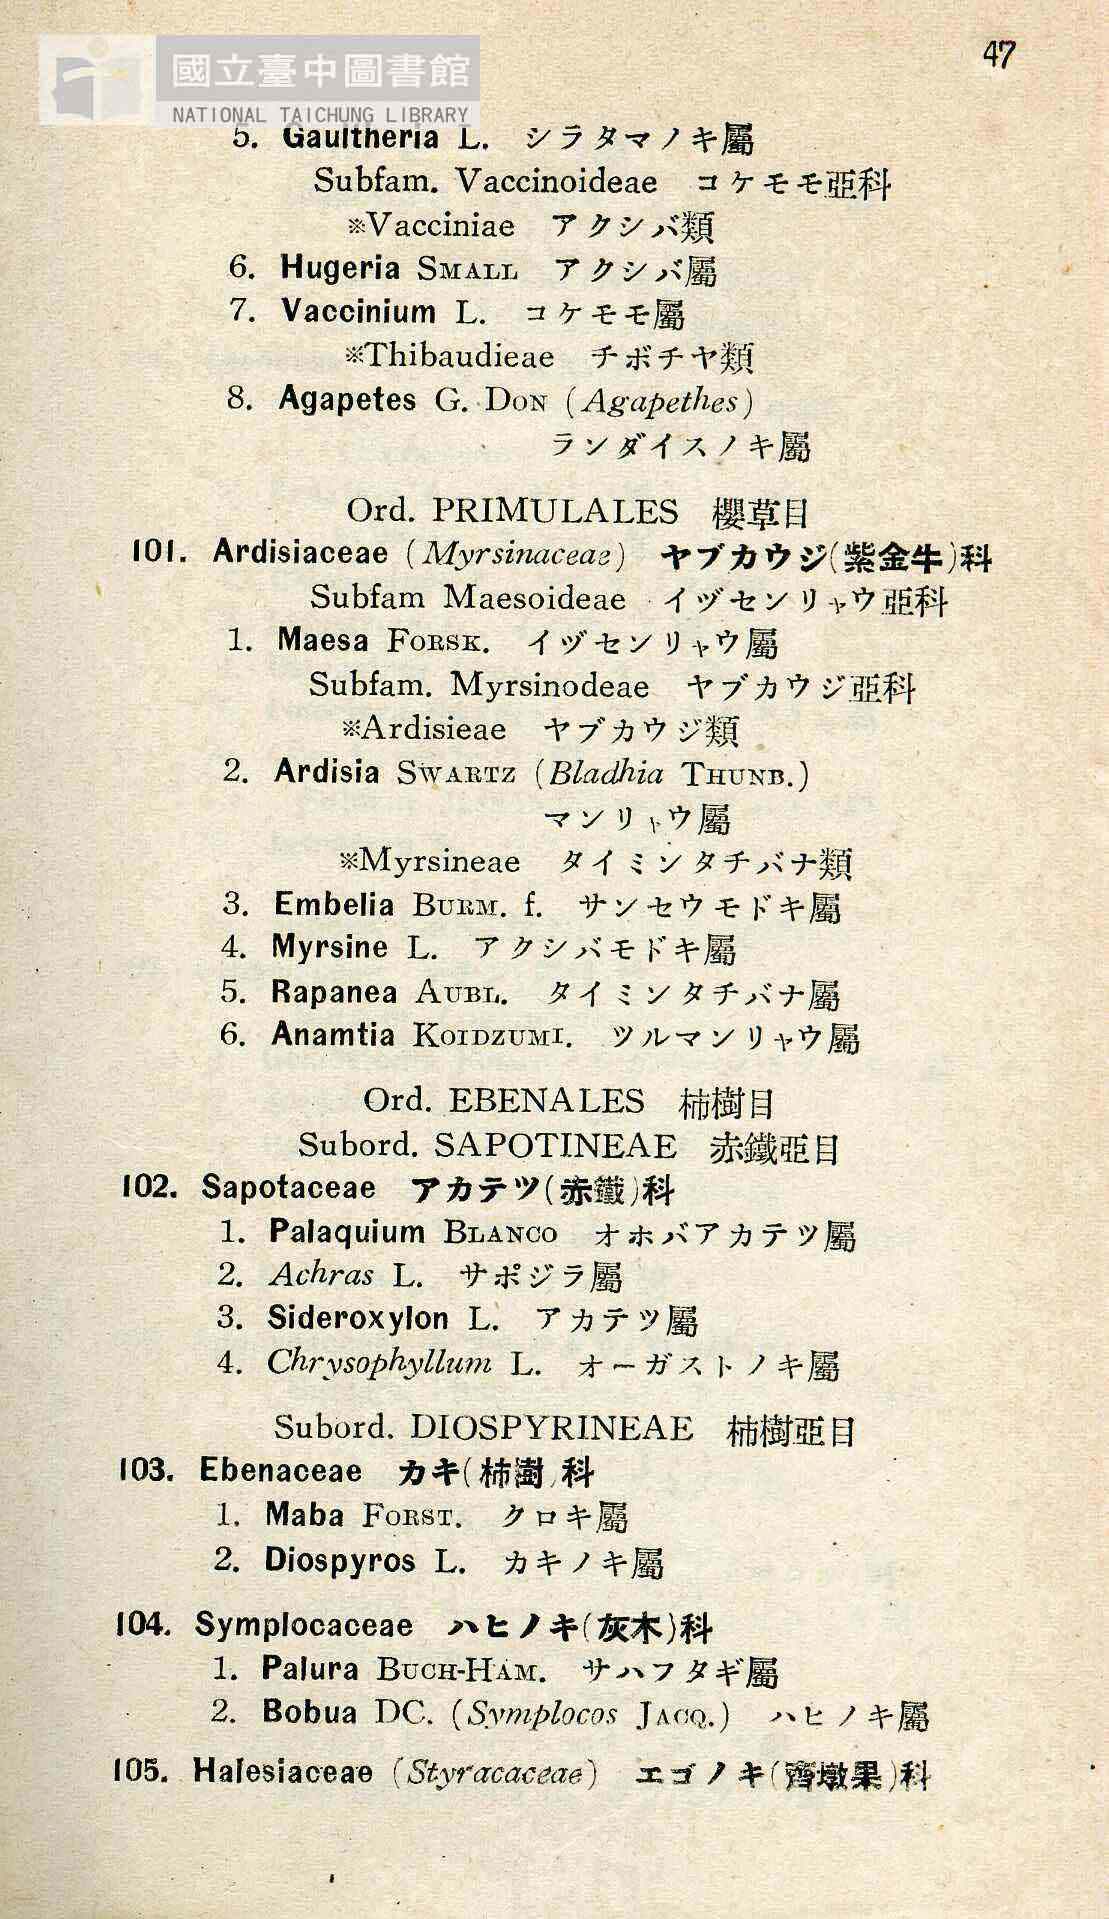 47
國立臺中圖書館
NATIONAL TAICHUNG LIBRARY
5. Gaultheria L. シラタマノキ屬
Subfam. Vaccinoideae コケモモ亞科
※Vacciniae アクシバ類
6. Hugeria SMALL アクシバ屬
7. Vaccinium L. コケモモ屬
※Thibaudieae チボチヤ類
8. Agapetes G. DON (Agapethes)
ランダイスノキ屬
Ord. PRIMULALES 櫻草目
101. Ardisiaceae (Myrsinaceae) ヤブカウジ(紫金牛)科
Subfam Maesoideae イヅセンリャウ亞科
1. Maesa FORSK. イヅセンリャウ屬
Subfam. Myrsinodeae ヤブカウジ亞科
※Ardisieae ヤブカウジ類
2. Ardisia SWARTZ (Bladhia THUNB.)
マンリャウ屬
※Myrsineae タイミンタチバナ類
3. Embelia BURM. f. サンセウモドキ屬
4. Myrsine L. アクシバモドキ屬
5. Rapanea AUBL. タイミンタチバナ屬
6. Anamtia KOIDZUMI. ツルマンリャウ屬
Ord. EBENALES 柿樹目
Subord. SAPOTINEAE 赤鐵亞目
102. Sapotaceae アカテツ(赤鐵)科
1. Palaquium BLANCO オホバアカテツ屬
2. Achras L. サポジラ屬
3. Sideroxylon L. アカテツ屬
4. Chrysophyllum L. オーガストノキ屬
Subord. DIOSPYRINEAE 柿樹亞目
103. Ebenaceae カキ(柿樹)科
1. Maba FORST. クロキ屬
2. Diospyros L. カキノキ屬
104. Symplocaceae ハヒノキ(灰木)科
1. Palura BUCH-HAM. サハフタギ屬
2. Bobua DC. (Symplocos JACQ.) ハヒノキ屬
105. Halesiaceae (Styracaceae) エゴノキ(齊墩果)科